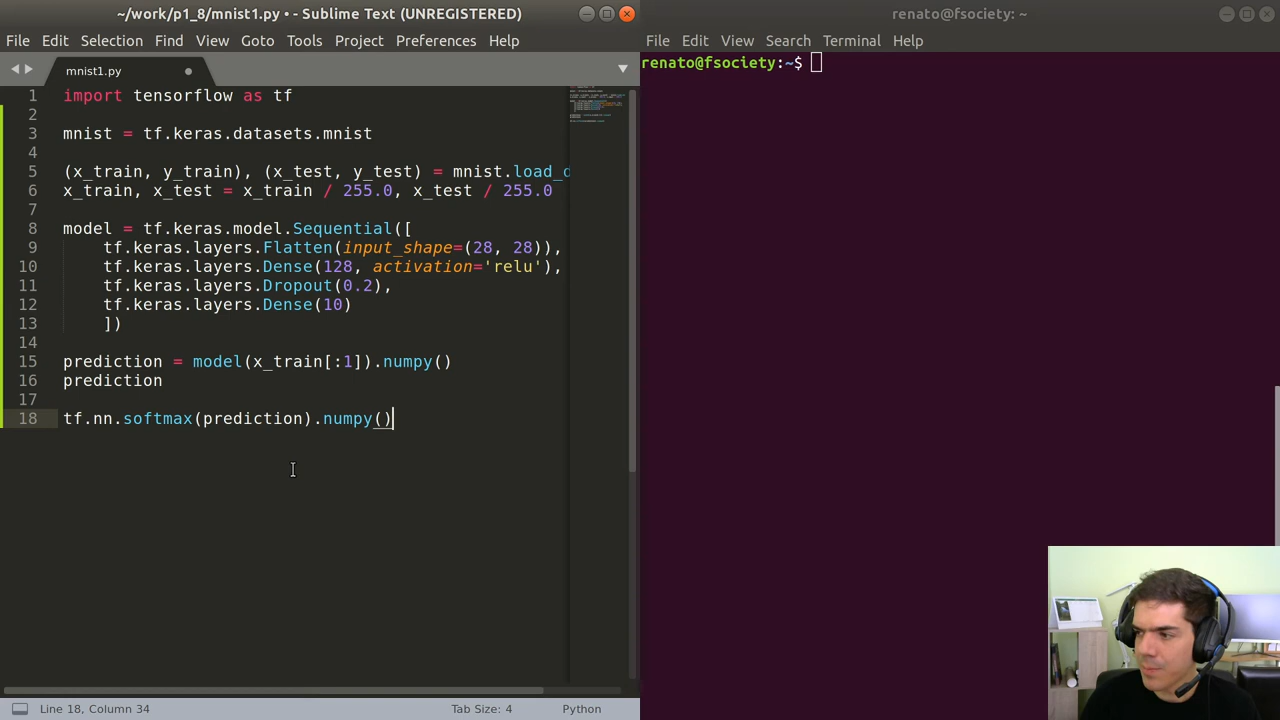 ~/work/p1_8/mnist1.py • - Sublime Text (UNREGISTERED)
File Edit Selection Find View Goto Tools Project Preferences Help
mnist1.py
1 import tensorflow as tf
2
3 mnist = tf.keras.datasets.mnist
4
5 (x_train, y_train), (x_test, y_test) = mnist.load_d
6 x_train, x_test = x_train / 255.0, x_test / 255.0
7
8 model = tf.keras.model.Sequential([
9 tf.keras.layers.Flatten(input_shape=(28, 28)),
10 tf.keras.layers.Dense(128, activation='relu'),
11 tf.keras.layers.Dropout(0.2),
12 tf.keras.layers.Dense(10)
13 ])
14
15 prediction = model(x_train[:1]).numpy()
16 prediction
17
18 tf.nn.softmax(prediction).numpy()
Line 18, Column 34 Tab Size: 4 Python
renato@fsociety: ~
File Edit View Search Terminal Help
renato@fsociety:~$